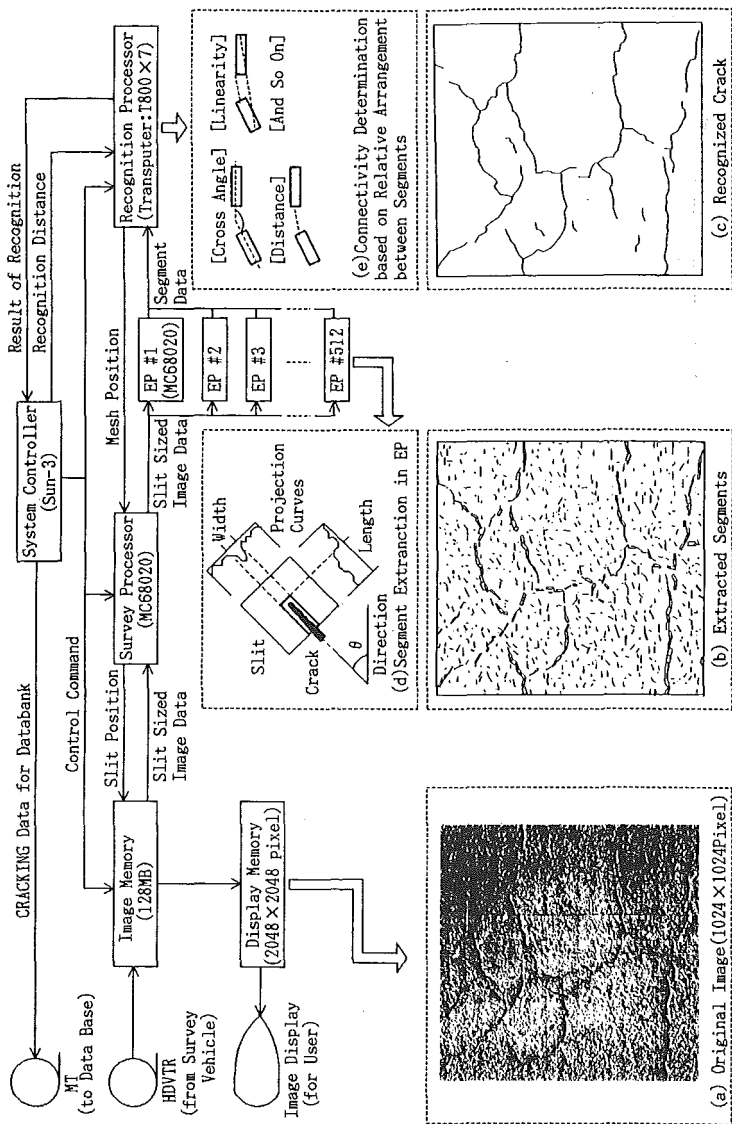 MT
(to Data Base)
HDVTR
(from Survey
Vehicle)
Image Display
(for User)
CRACKING Data for Databank
Control Command
Image Memory
(128MB)
Display Memory
(2048×2048 pixel)
Slit Position
Slit Sized
Image Data
System Controller
(Sun-3)
Survey Processor
(MC68020)
Result of Recognition
Recognition Distance
Mesh Position
Slit Sized
Image Data
EP #1
(MC68020)
EP #2
EP #3
EP #512
Segment
Data
Recognition Processor
(Transputer:T800×7)
Slit
Crack
Width
Projection
Curves
Length
θ
Direction
(d)Segment Extranction in EP
[Cross Angle]
[Linearity]
[Distance]
[And So On]
(e)Connectivity Determination
based on Relative Arrangement
between Segments
(a) Original Image(1024×1024Pixel)
(b) Extracted Segments
(c) Recognized Crack